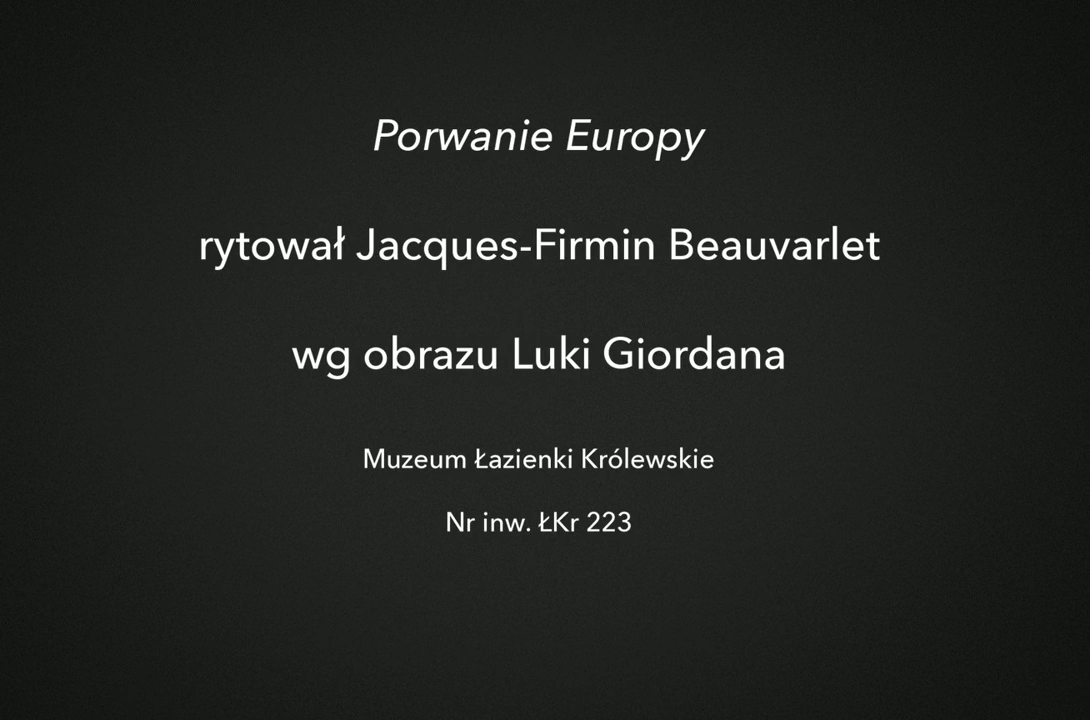 Porwanie Europy
rytował Jacques-Firmin Beauvarlet
wg obrazu Luki Giordana
Muzeum Łazienki Królewskie
Nr inw. ŁKr 223